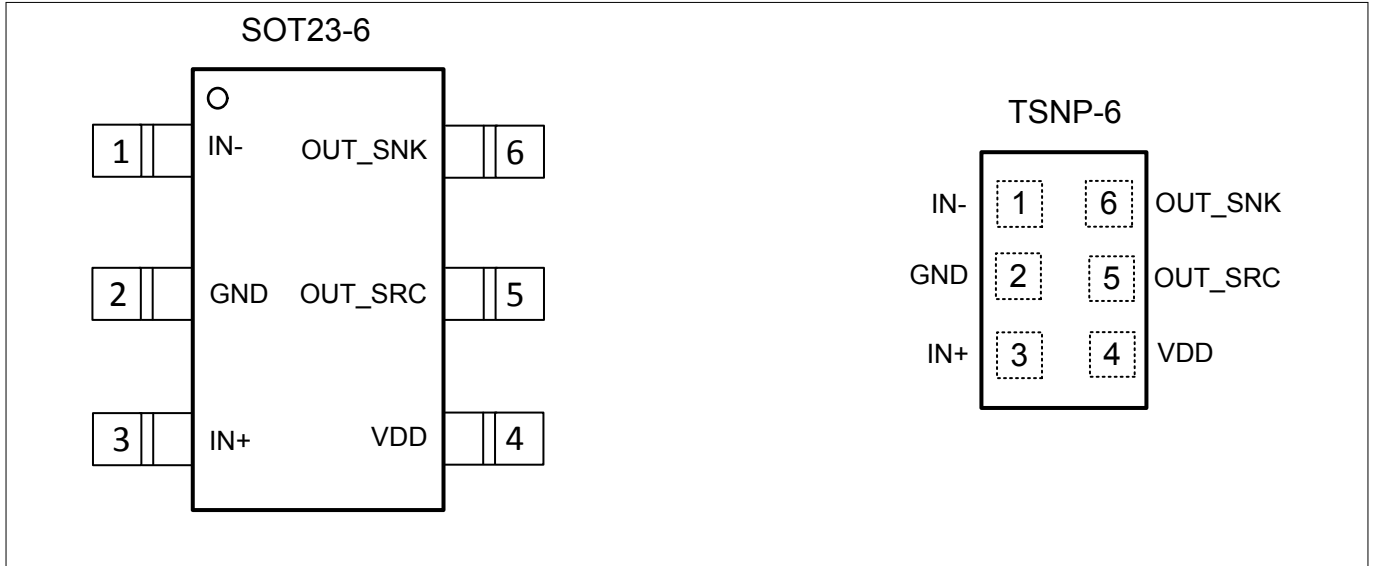 SOT23-6
1 IN- OUT_SNK 6
2 GND OUT_SRC 5
3 IN+ VDD 4
TSNP-6
IN- 1 6 OUT_SNK
GND 2 5 OUT_SRC
IN+ 3 4 VDD